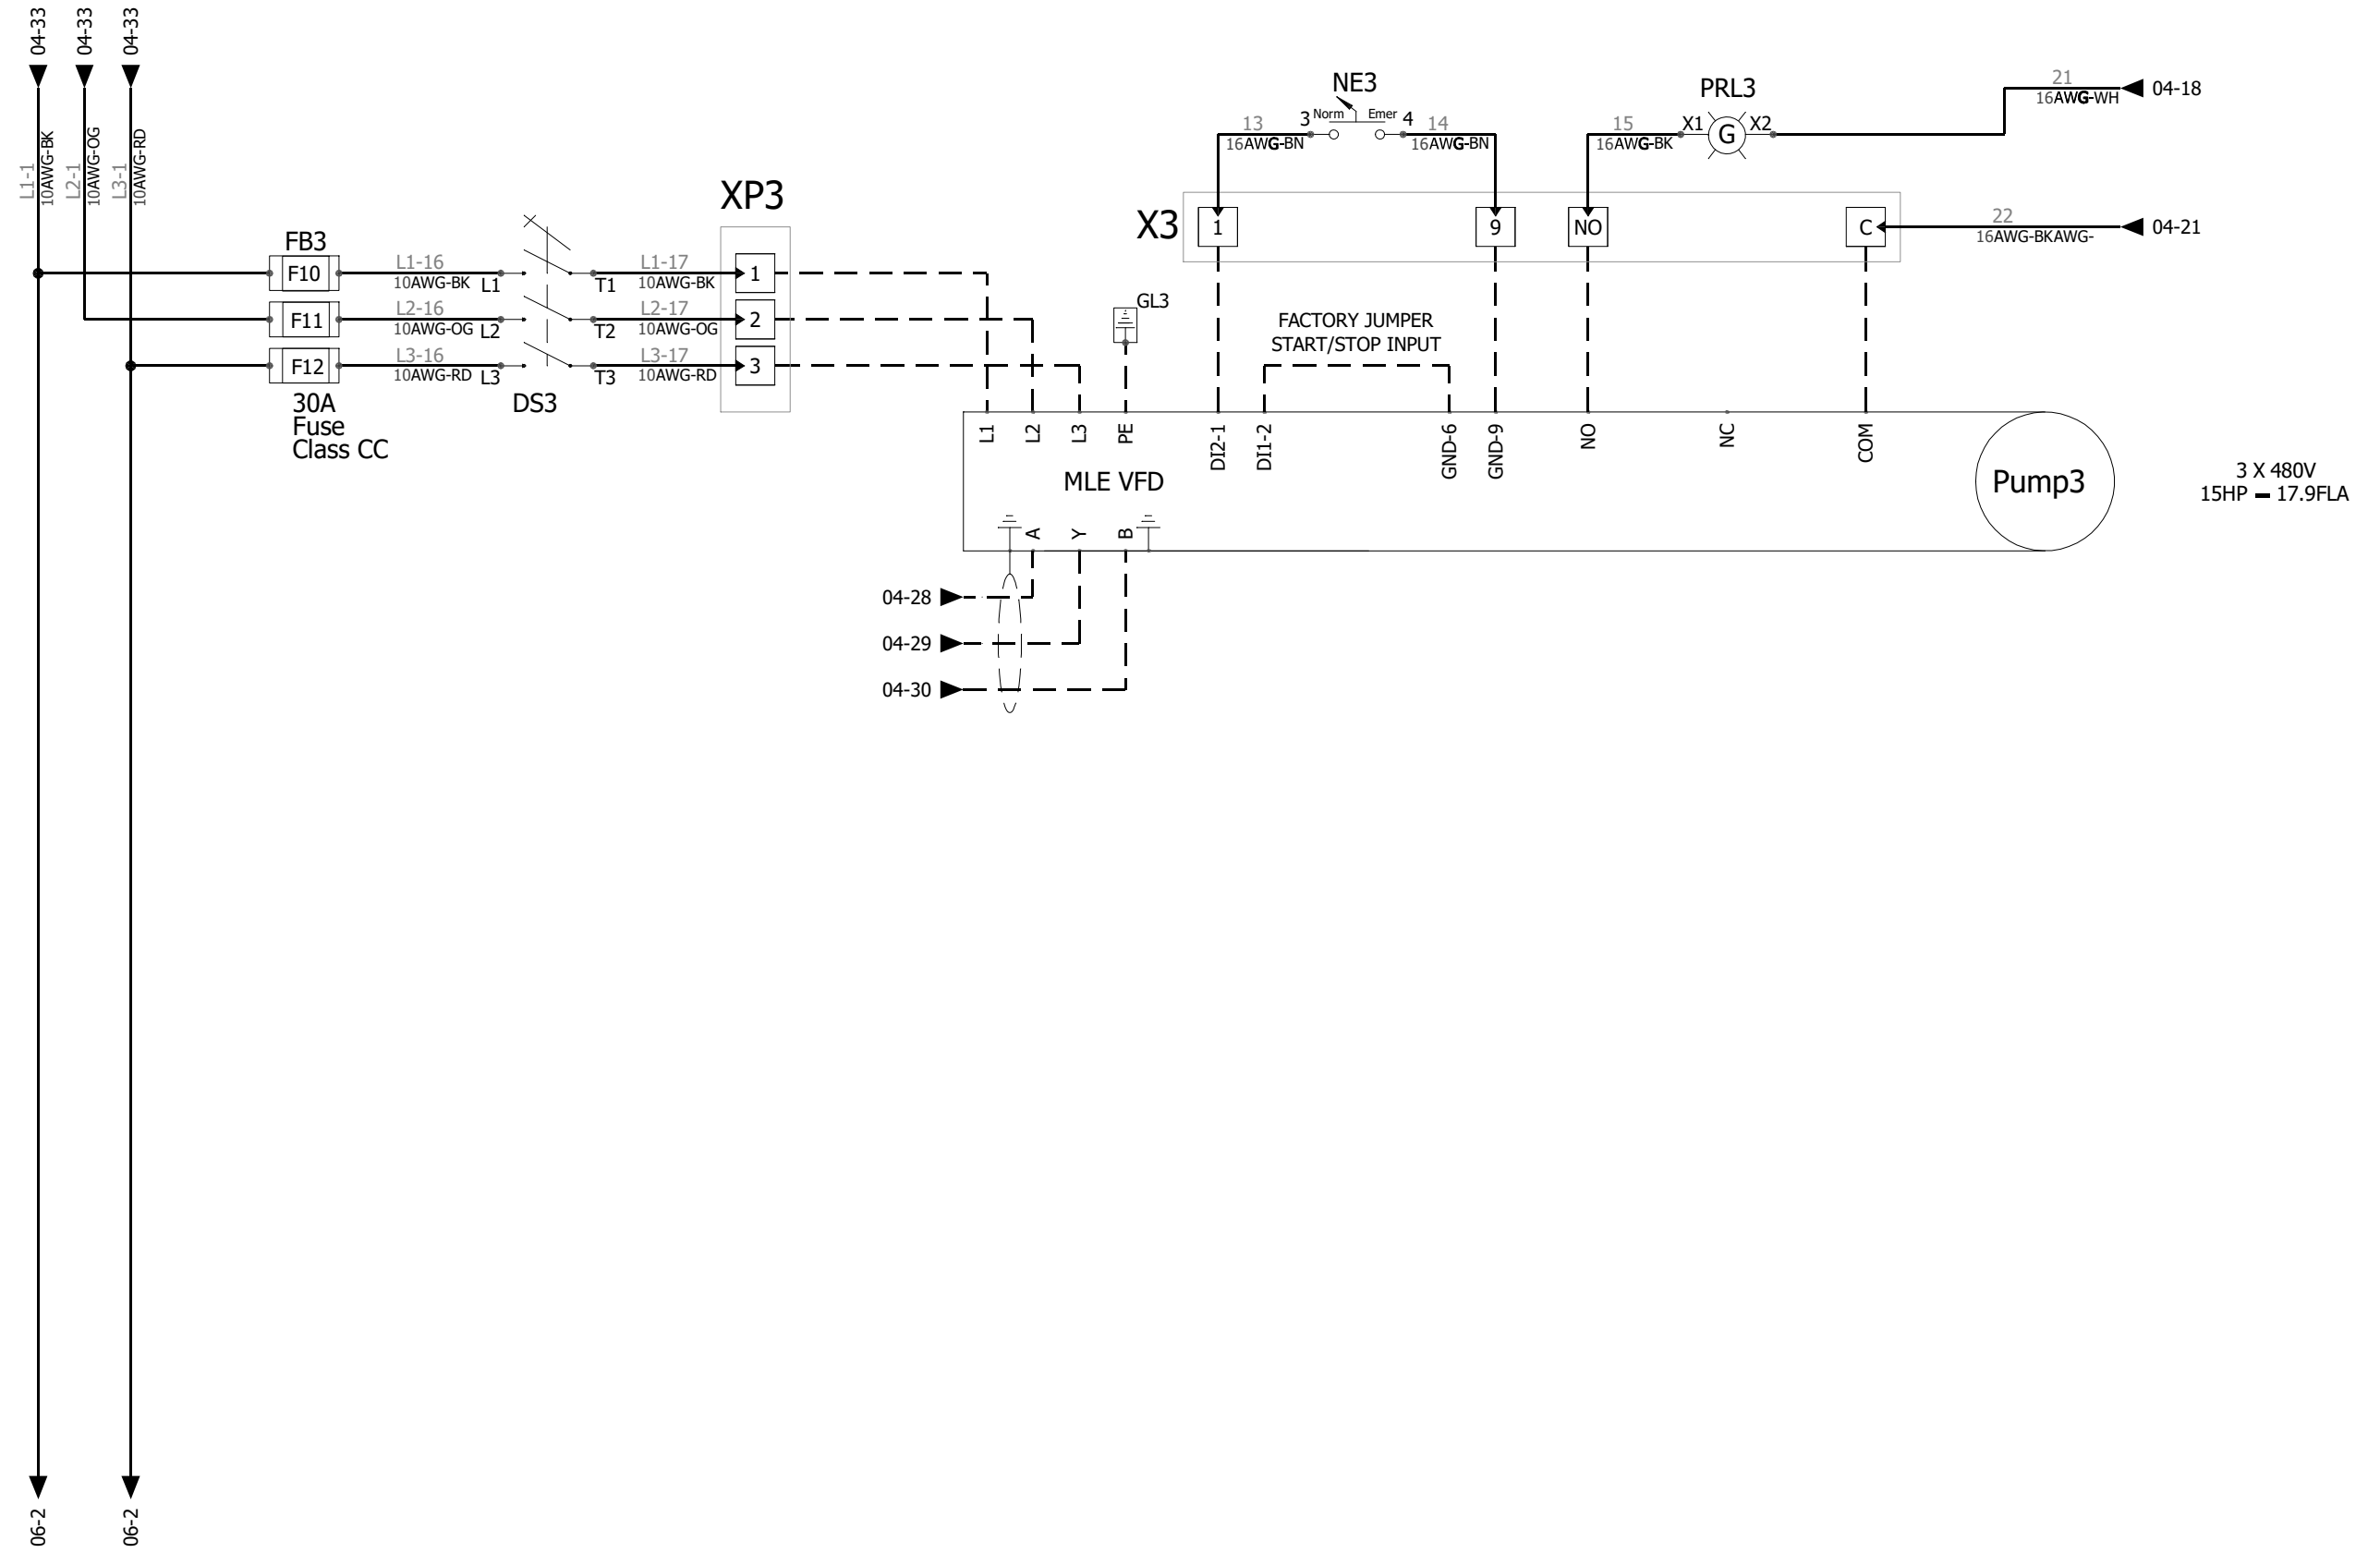 04-33
04-33
04-33
L1-1
10AWG-BK
L2-1
10AWG-OG
L3-1
10AWG-RD
NE3
PRL3
21
16AWG-WH
04-18
13
16AWG-BN
3
Norm
Emer
4
14
16AWG-BN
15
16AWG-BK
X1
G
X2
XP3
X3
1
9
NO
C
22
16AWG-BKAWG-
04-21
FB3
F10
L1-16
10AWG-BK
L1
T1
L1-17
10AWG-BK
1
F11
L2-16
10AWG-OG
L2
T2
L2-17
10AWG-OG
2
F12
L3-16
10AWG-RD
L3
T3
L3-17
10AWG-RD
3
30A
Fuse
Class CC
DS3
GL3
FACTORY JUMPER
START/STOP INPUT
L1
L2
L3
PE
DI2-1
DI1-2
GND-6
GND-9
NO
NC
COM
MLE VFD
Pump3
3 X 480V
15HP - 17.9FLA
A
Y
B
04-28
04-29
04-30
06-2
06-2